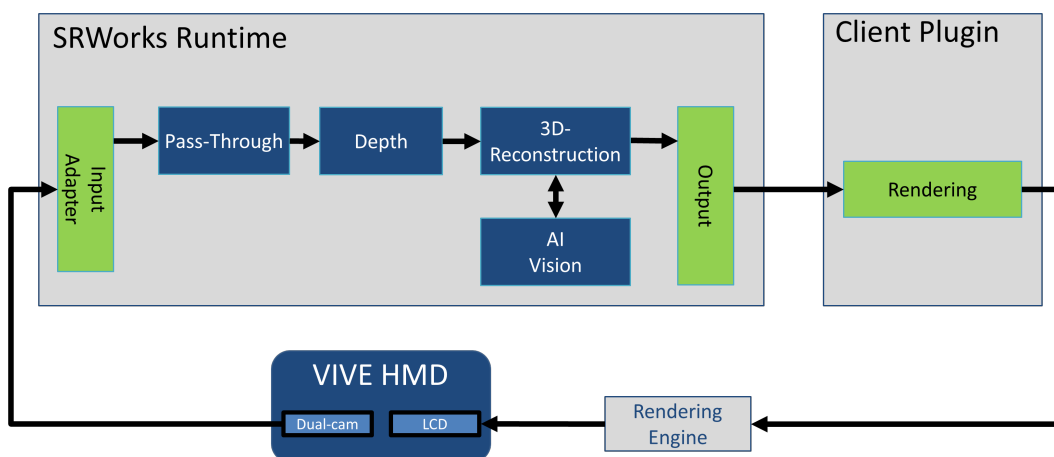 SRWorks Runtime
Client Plugin
Input
Adapter
Pass-Through
Depth
3D-
Reconstruction
AI
Vision
Output
Rendering
VIVE HMD
Dual-cam
LCD
Rendering
Engine